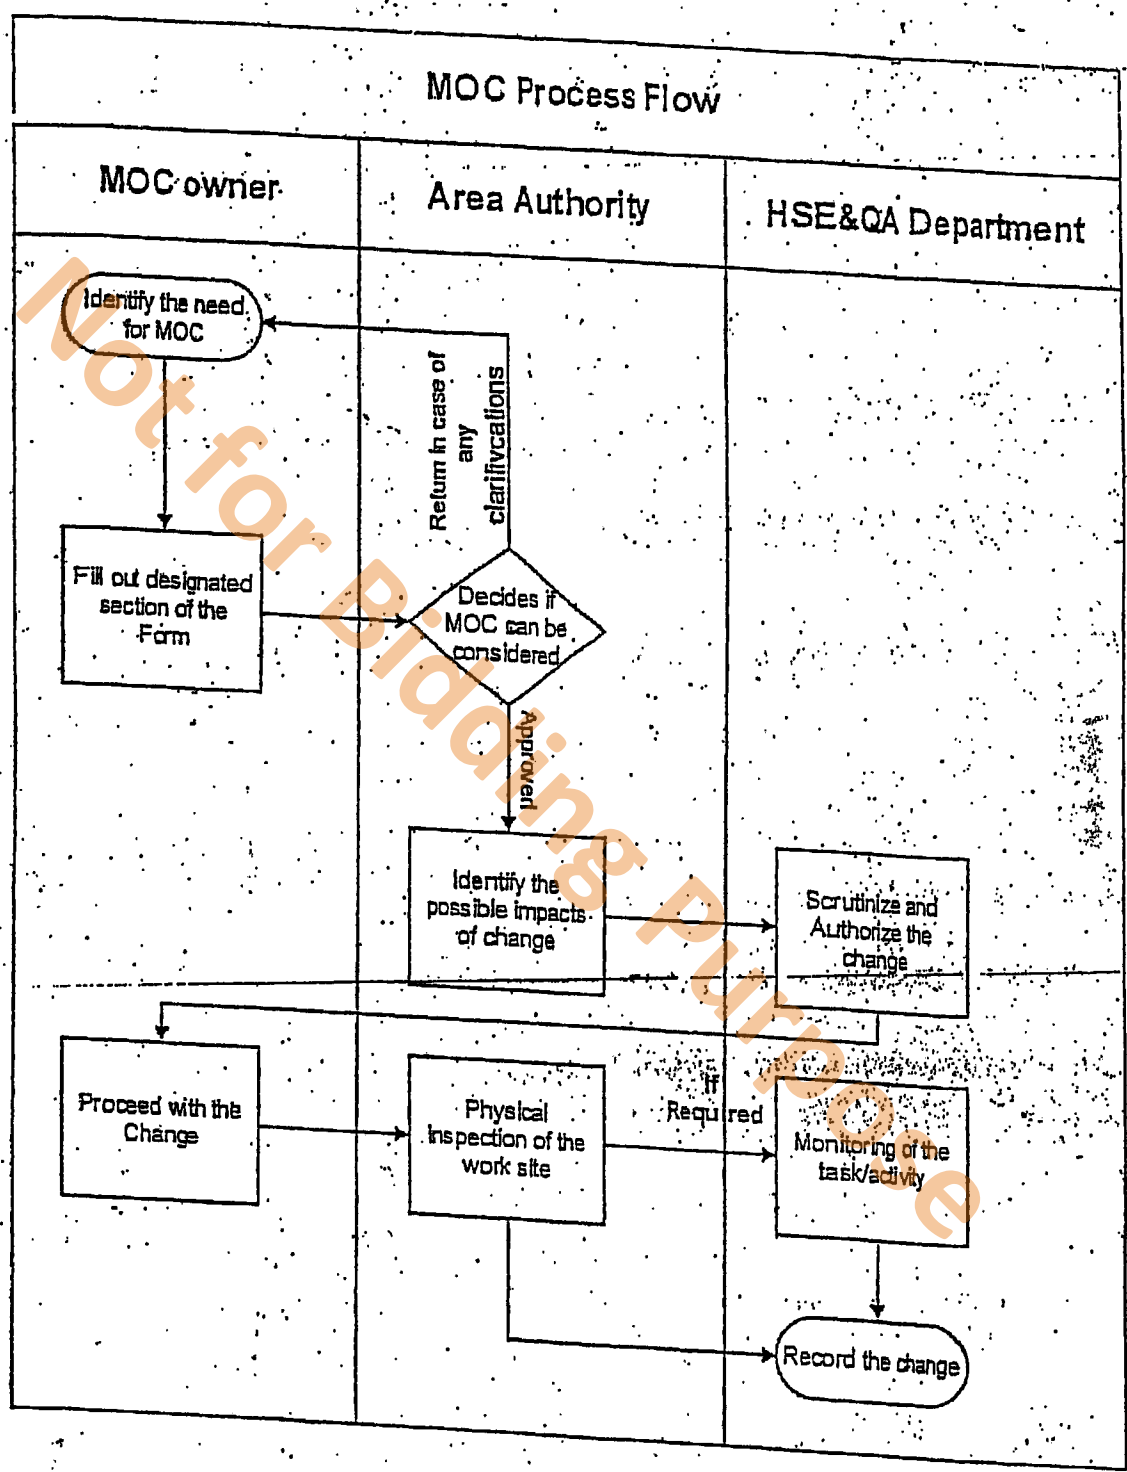 MOC Process Flow
MOC owner
Area Authority
HSE&QA Department
Identify the need
for MOC
Return in case of
any
clarifivcations
Fill out designated
section of the
Form
Decides if
MOC can be
considered
Approved
Identify the
possible impacts
of change
Scrutinize and
Authorize the
change
Proceed with the
Change
Physical
inspection of the
work site
If
Required
Monitoring of the
task/activity
Record the change
Not for Bidding Purpose